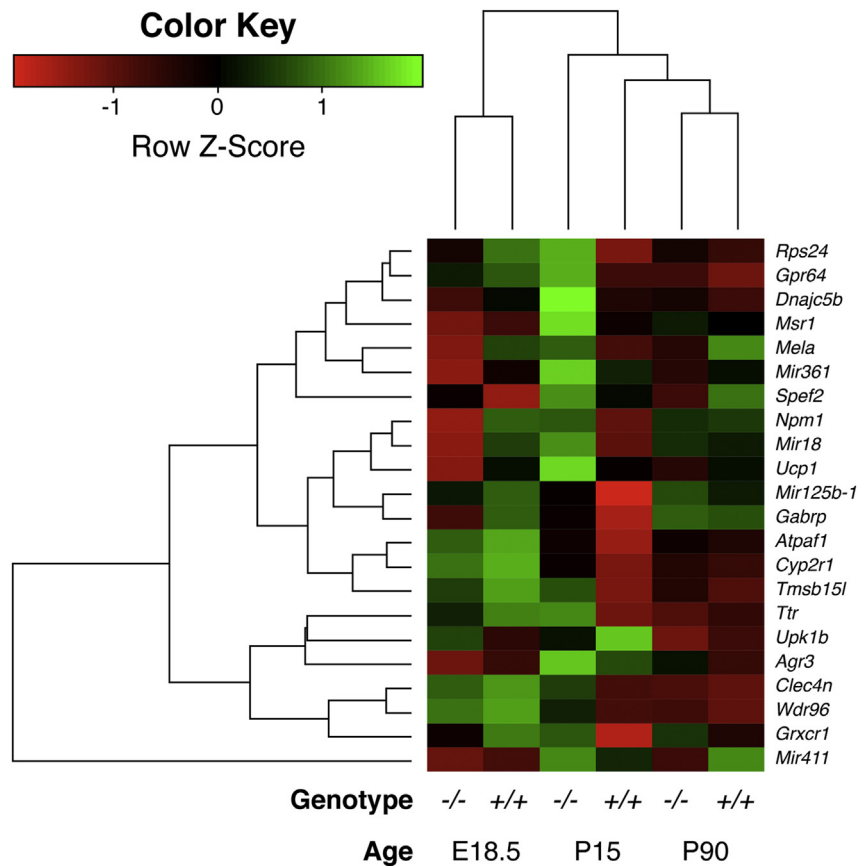 Color Key
-1 0 1
Row Z-Score
Rps24
Gpr64
Dnajc5b
Msr1
Mela
Mir361
Spef2
Npm1
Mir18
Ucp1
Mir125b-1
Gabrp
Atpaf1
Cyp2r1
Tmsb15l
Ttr
Upk1b
Agr3
Clec4n
Wdr96
Grxcr1
Mir411
Genotype -/- +/+ -/- +/+ -/- +/+
Age E18.5 P15 P90